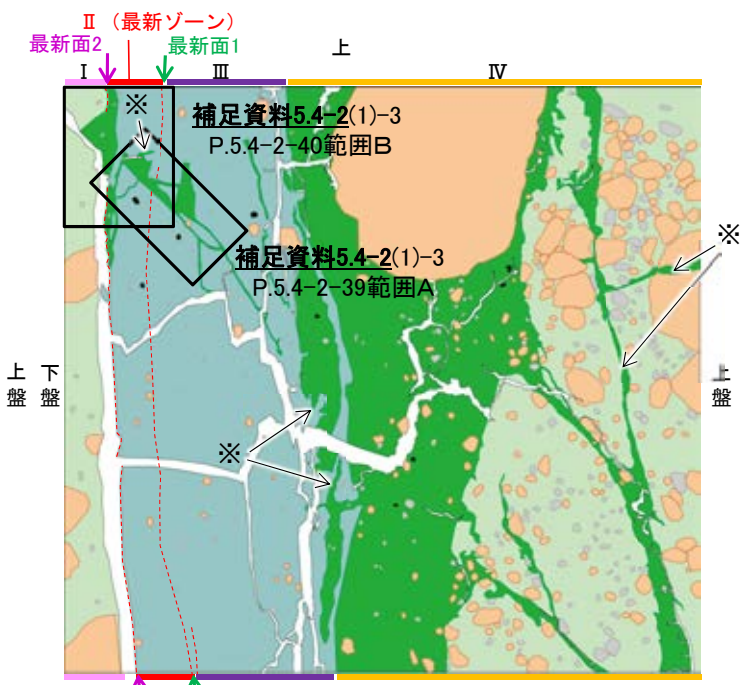 Ⅱ（最新ゾーン）
最新面2
最新面1
上
Ⅰ
Ⅲ
Ⅳ
※
補足資料5.4-2(1)-3
P.5.4-2-40範囲B
※
補足資料5.4-2(1)-3
P.5.4-2-39範囲A
上盤
下盤
上盤
※